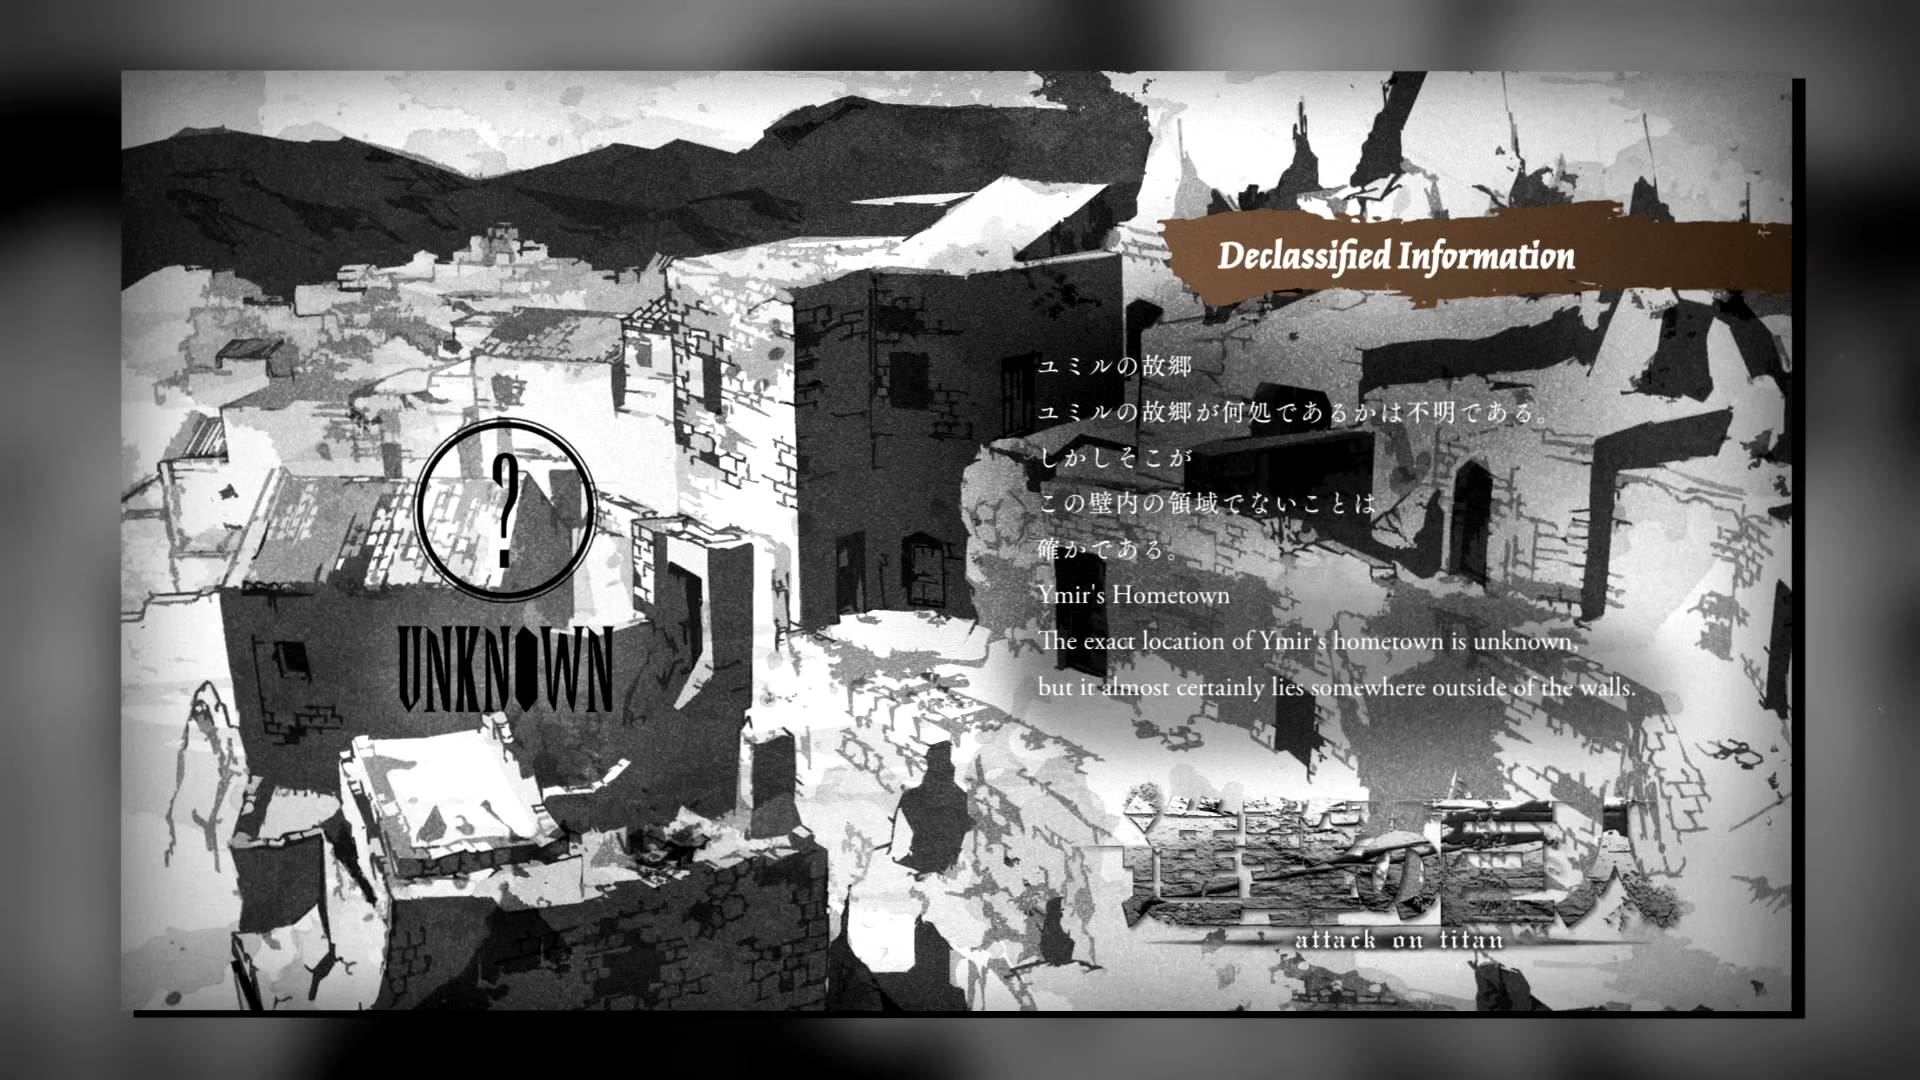 Declassified Information
ユミルの故郷
ユミルの故郷が何処であるかは不明である。
しかしそこが
この壁内の領域でないことは
確かである。
Ymir's Hometown
The exact location of Ymir's hometown is unknown,
but it almost certainly lies somewhere outside of the walls.
?
UNKNOWN
進撃の巨人
attack on titan